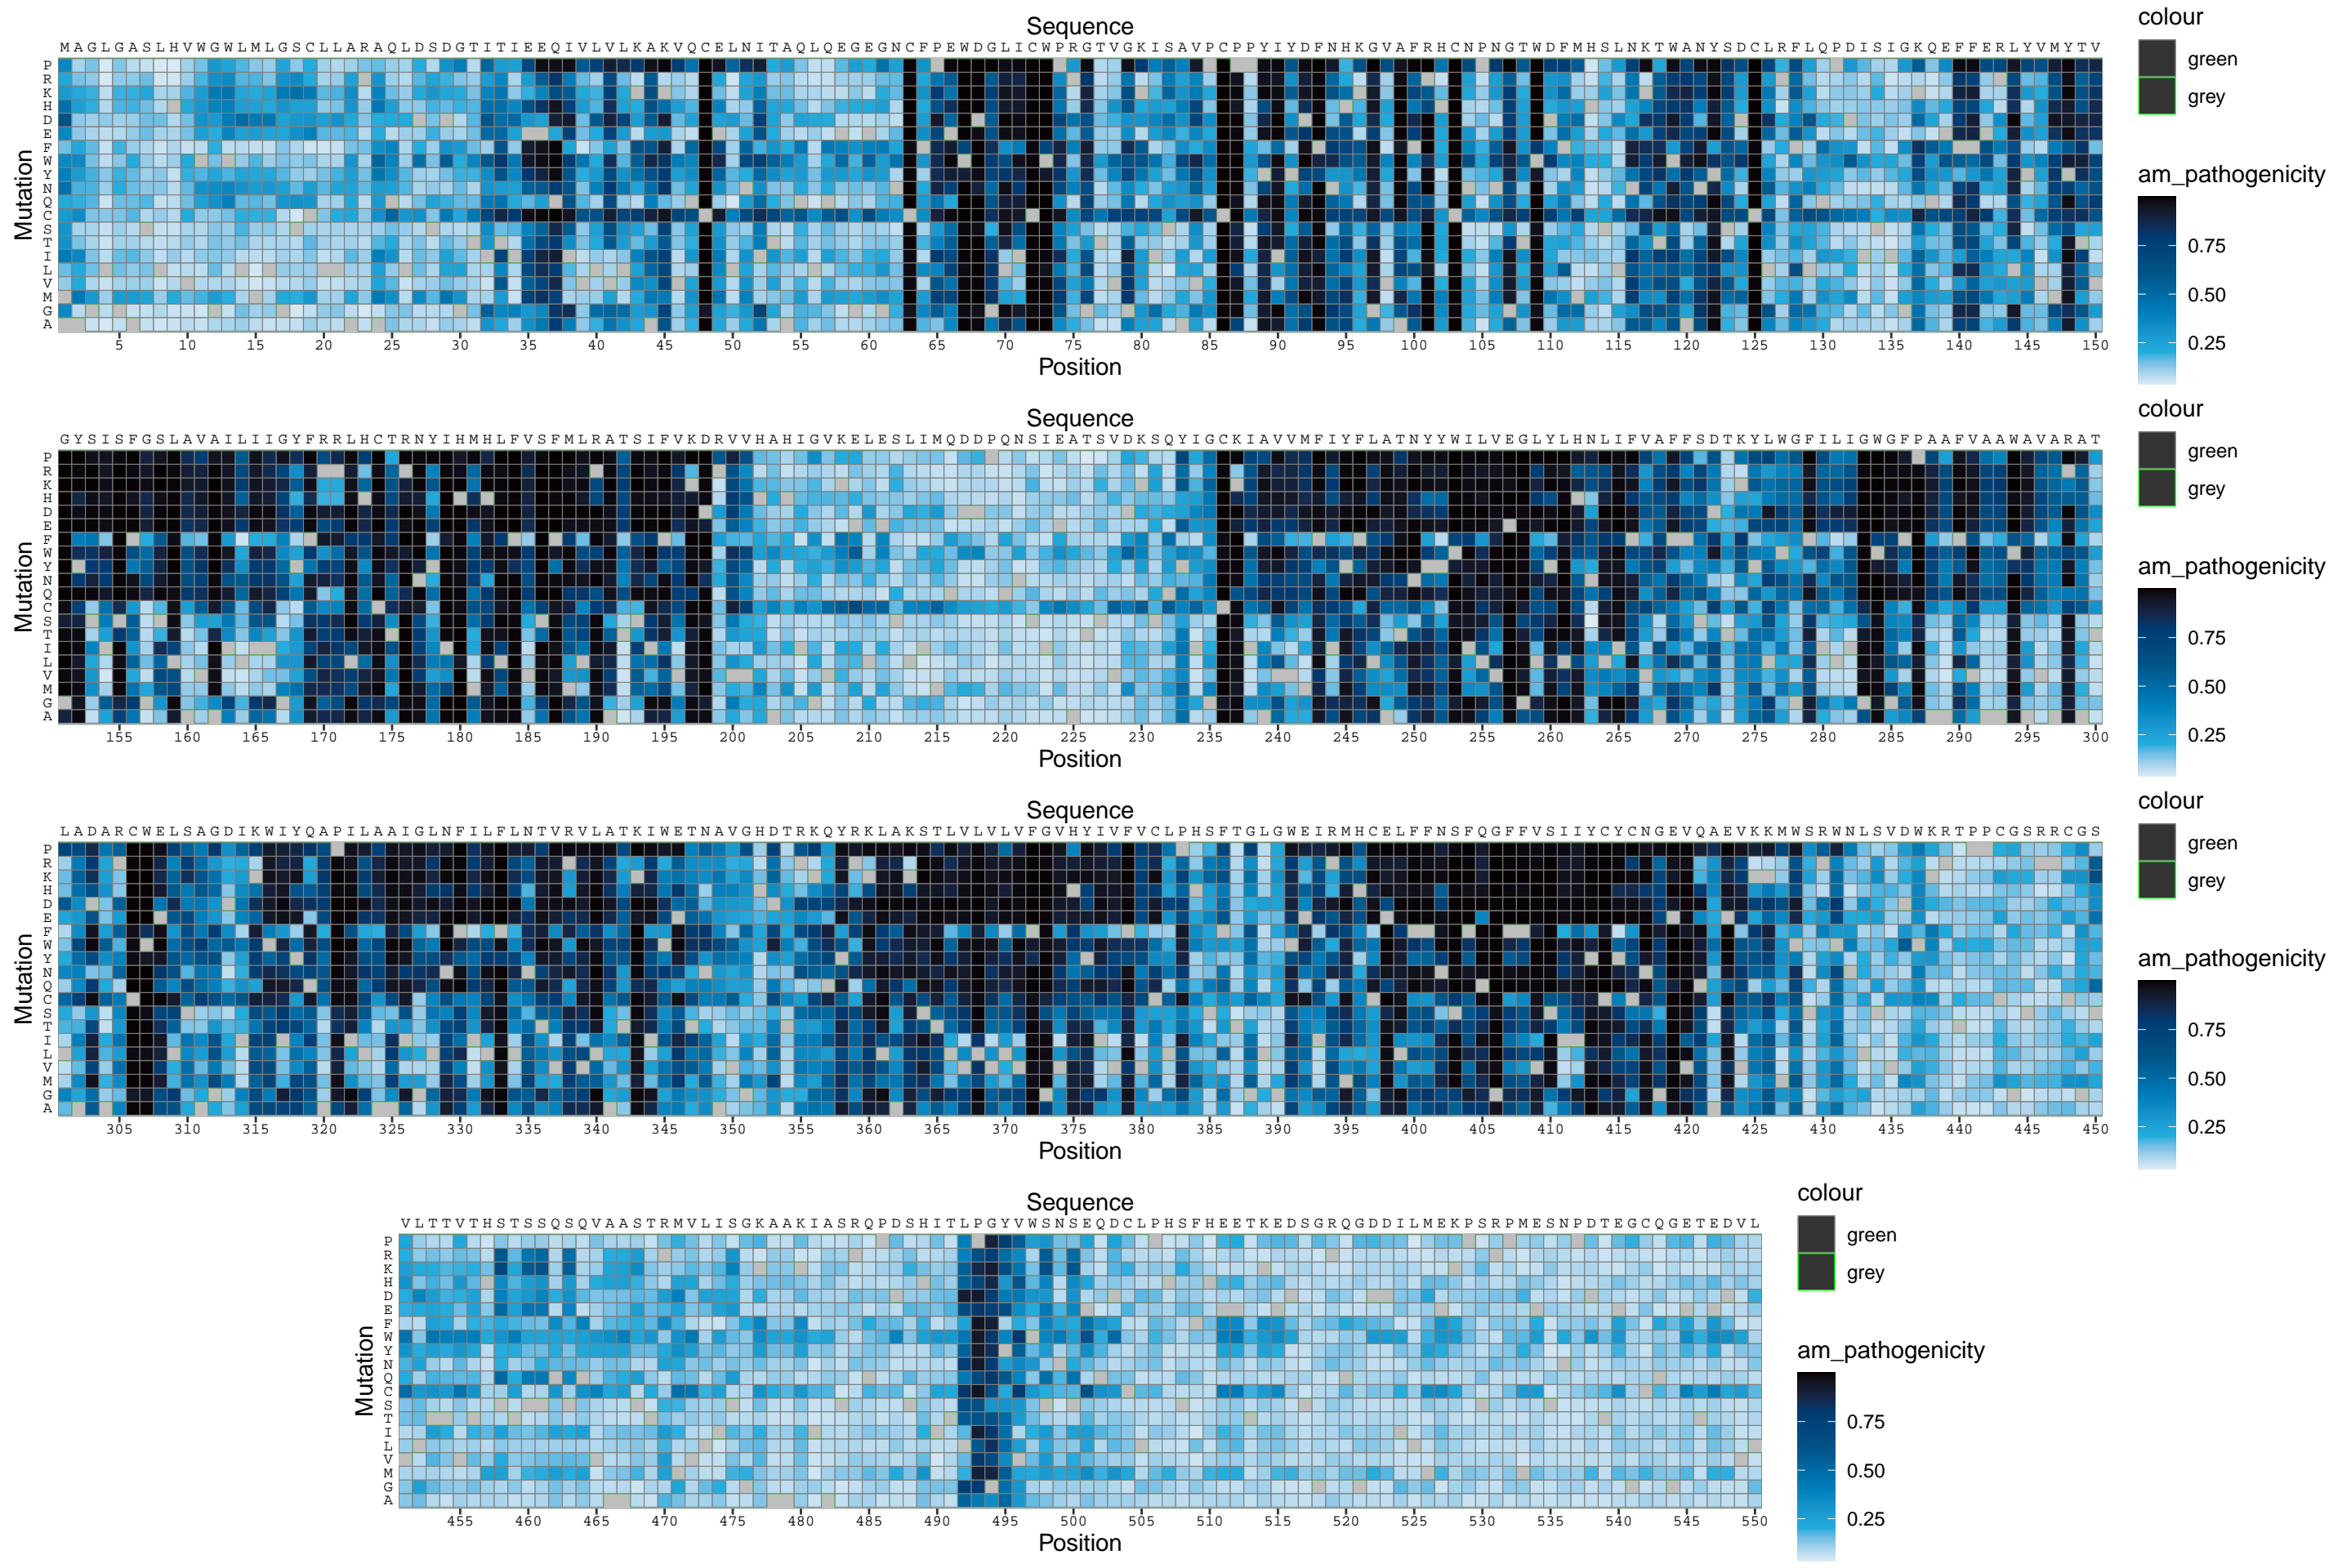 Sequence
M A G L G A S L H V W G W L M L G S C L L A R A Q L D S D G T I T I E E Q I V L V L K A K V Q C E L N I T A Q L Q E G E G N C F P E W D G L I C W P R G T V G K I S A V P C P P Y I Y D F N H K G V A F R H C N P N G T W D F M H S L N K T W A N Y S D C L R F L Q P D I S I G K Q E F F E R L Y V M Y T V
Mutation
P
R
K
H
D
E
F
W
Y
N
Q
C
S
T
I
L
V
M
G
A
5 10 15 20 25 30 35 40 45 50 55 60 65 70 75 80 85 90 95 100 105 110 115 120 125 130 135 140 145 150
Position
colour
green
grey
am_pathogenicity
0.75
0.50
0.25
Sequence
G Y S I S F G S L A V A I L I I G Y F R R L H C T R N Y I H M H L F V S F M L R A T S I F V K D R V V H A H I G V K E L E S L I M Q D D P Q N S I E A T S V D K S Q Y I G C K I A V V M F I Y F L A T N Y Y W I L V E G L Y L H N L I F V A F F S D T K Y L W G F I L I G W G F P A A F V A A W A V A R A T
Mutation
P
R
K
H
D
E
F
W
Y
N
Q
C
S
T
I
L
V
M
G
A
155 160 165 170 175 180 185 190 195 200 205 210 215 220 225 230 235 240 245 250 255 260 265 270 275 280 285 290 295 300
Position
colour
green
grey
am_pathogenicity
0.75
0.50
0.25
Sequence
L A D A R C W E L S A G D I K W I Y Q A P I L A A I G L N F I L F L N T V R V L A T K I W E T N A V G H D T R K Q Y R K L A K S T L V L V L V F G V H Y I V F V C L P H S F T G L G W E I R M H C E L F F N S F Q G F F V S I I Y C Y C N G E V Q A E V K K M W S R W N L S V D W K R T P P C G S R R C G S
Mutation
P
R
K
H
D
E
F
W
Y
N
Q
C
S
T
I
L
V
M
G
A
305 310 315 320 325 330 335 340 345 350 355 360 365 370 375 380 385 390 395 400 405 410 415 420 425 430 435 440 445 450
Position
colour
green
grey
am_pathogenicity
0.75
0.50
0.25
Sequence
V L T T V T H S T S S Q S Q V A A S T R M V L I S G K A A K I A S R Q P D S H I T L P G Y V W S N S E Q D C L P H S F H E E T K E D S G R Q G D D I L M E K P S R P M E S N P D T E G C Q G E T E D V L
Mutation
P
R
K
H
D
E
F
W
Y
N
Q
C
S
T
I
L
V
M
G
A
455 460 465 470 475 480 485 490 495 500 505 510 515 520 525 530 535 540 545 550
Position
colour
green
grey
am_pathogenicity
0.75
0.50
0.25